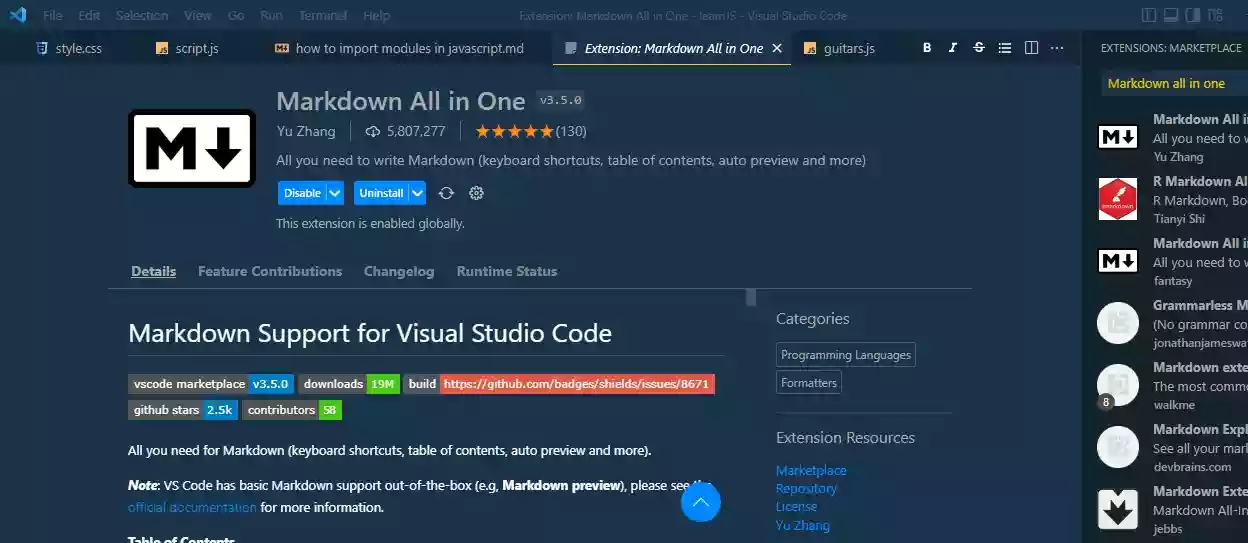 File Edit Selection View Go Run Terminal Help Extension: Markdown All in One - learnJS - Visual Studio Code
style.css script.js how to import modules in javascript.md Extension: Markdown All in One guitars.js B I S
EXTENSIONS: MARKETPLACE
Markdown all in one
M
Markdown All in One v3.5.0
Yu Zhang 5,807,277 (130)
All you need to write Markdown (keyboard shortcuts, table of contents, auto preview and more)
Disable Uninstall
This extension is enabled globally.
Details Feature Contributions Changelog Runtime Status
Markdown Support for Visual Studio Code
vscode marketplace v3.5.0 downloads 19M build https://github.com/badges/shields/issues/8671
github stars 2.5k contributors 58
All you need for Markdown (keyboard shortcuts, table of contents, auto preview and more).
Note: VS Code has basic Markdown support out-of-the-box (e.g, Markdown preview), please see the
official documentation for more information.
Table of Contents
Categories
Programming Languages
Formatters
Extension Resources
Marketplace
Repository
License
Yu Zhang
M
Markdown All i
All you need to w
Yu Zhang
R Markdown Al
R Markdown, Bo
Tianyi Shi
M
Markdown All i
All you need to w
fantasy
Grammarless M
(No grammar co
jonathanjameswa
8
Markdown exte
The most commo
walkme
Markdown Expl
See all your mark
devbrains.com
M
Markdown Exte
Markdown All-In
jebbs